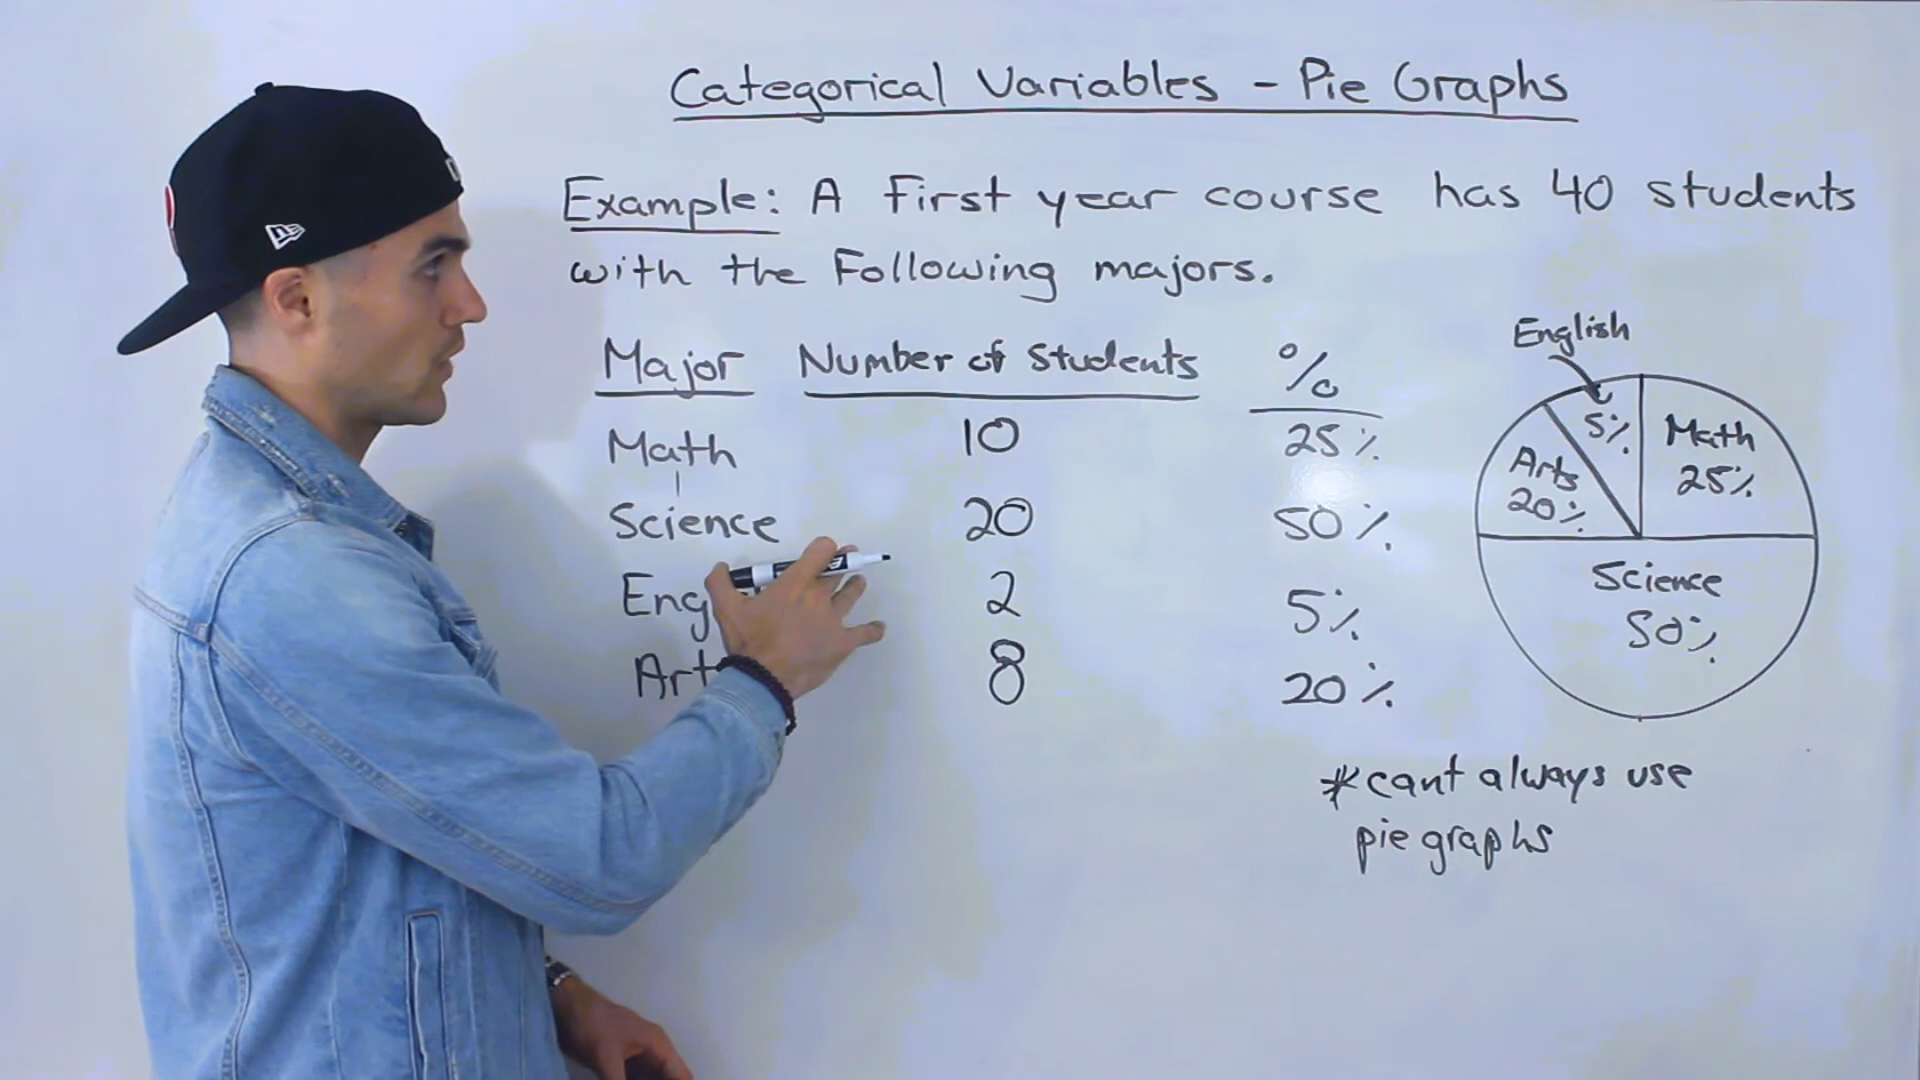 Categorical Variables - Pie Graphs
Example: A first year course has 40 students
with the following majors.
Major Number of Students %
Math 10 25%
Science 20 50%
2 5%
8 20%
English
5%
Math
25%
Arts
20%
Science
50%
*cant always use
pie graphs